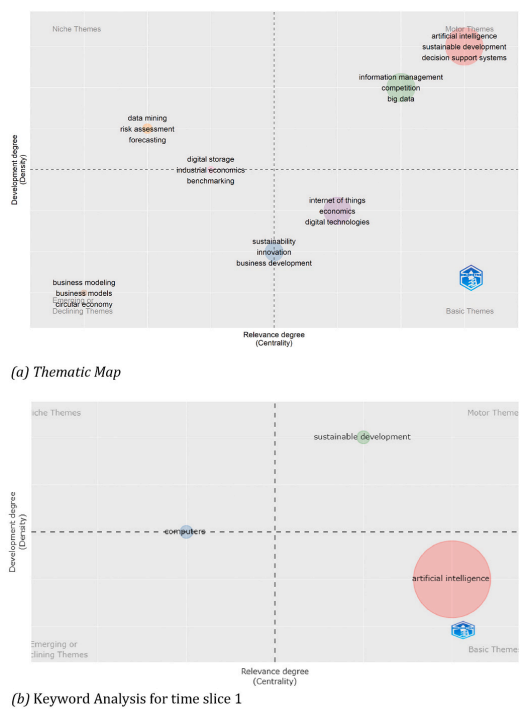 Niche Themes
Motor Themes
artificial intelligence
sustainable development
decision support systems
information management
competition
big data
data mining
risk assessment
forecasting
digital storage
industrial economics
benchmarking
internet of things
economics
digital technologies
sustainability
innovation
business development
business modeling
business models
circular economy
Emerging or
Declining Themes
Basic Themes
Development degree
(Density)
Relevance degree
(Centrality)
(a) Thematic Map
iche Themes
Motor Theme
sustainable development
computers
artificial intelligence
Emerging or
clining Themes
Basic Theme
Development degree
(Density)
Relevance degree
(Centrality)
(b) Keyword Analysis for time slice 1